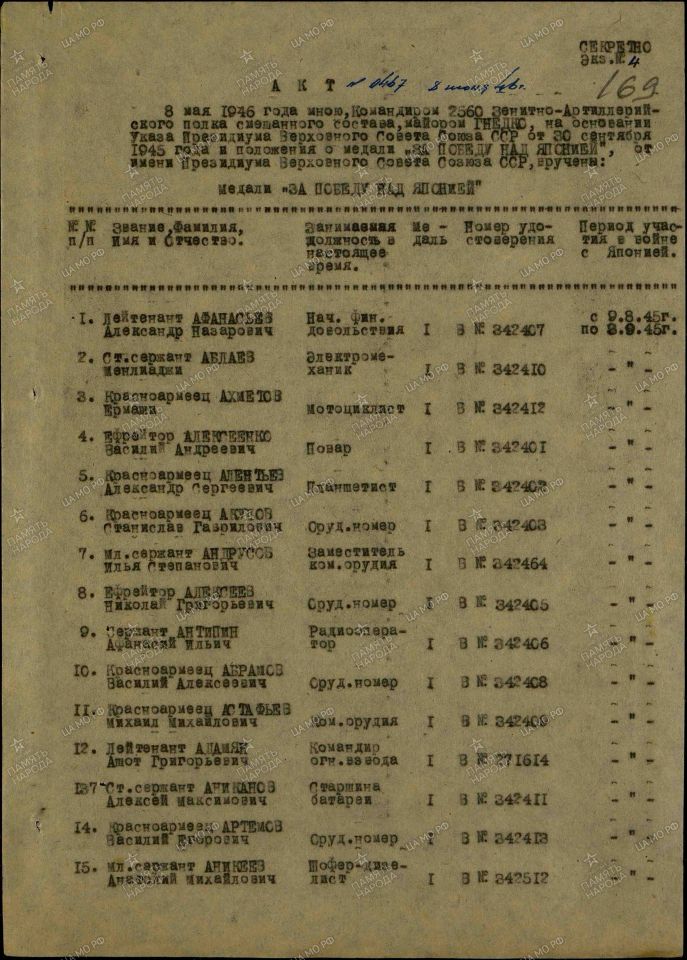 СЕКРЕТНО
Экз.№ 4
169
А К Т № 0467 8 мая 46г.
8 мая 1946 года мною,Командиром 2560 Зенитно-Артиллерий-
ского полка смешанного состава,майором ГНЕДКО, на основании
Указа Президиума Верховного Совета Союза ССР от 30 сентября
1945 года и положения о медали „ЗА ПОБЕДУ НАД ЯПОНИЕЙ", от
имени Президиума Верховного Совета Созюза ССР,вручены:
медали „ЗА ПОБЕДУ НАД ЯПОНИЕЙ"
№ № Звание,Фамилия, Занимаемая Ме - Номер удо- Период учас-
п/п Имя и Отчество. должность в даль стоверения тия в войне
настоящее с Японией.
время.
1. Лейтенант АФАНАСЬЕВ Нач. фин. с 9.8.45г.
Александр Назарович довольствия I В № 342407 по 3.9.45г.
2. Ст.сержант АБЛАЕВ Электроме-
Менлиаджи ханик I В № 342410 - " -
3. Красноармеец АХМЕТОВ
Ермаши Мотоциклист I В № 342412 - " -
4. Ефрейтор АЛЕКСЕЕНКО
Василий Андреевич Повар I В № 342401 - " -
5. Красноармеец АЛЕНТЬЕВ
Александр Сергеевич Планшетист I В № 342402 - " -
6. Красноармеец АКУЛОВ
Станислав Гаврилович Оруд.номер I В № 342403 - " -
7. Мл.сержант АНДРУСОВ Заместитель
Илья Степанович ком.орудия I В № 342464 - " -
8. Ефрейтор АЛЕКСЕЕВ
Николай Григорьевич Оруд.номер I В № 342405 - " -
9. Сержант АНТИПИН Радиоопера-
Афанасий Ильич тор I В № 342406 - " -
10. Красноармеец АБРАМОВ
Василий Алексеевич Оруд.номер I В № 342408 - " -
11. Красноармеец АСТАФЬЕВ
Михаил Михайлович Ком.орудия I В № 342409 - " -
12. Лейтенант АДАМЯН Командир
Ашот Григорьевич огн.взвода I В № 271614 - " -
13. Ст.сержант АНИКАНОВ Старшина
Алексей Максимович батареи I В № 342411 - " -
14. Красноармеец АРТЕМОВ
Василий Егорович Оруд.номер I В № 342413 - " -
15. Мл.сержант АНИКЕЕВ Шофер-дизе-
Анатолий Михайлович лист I В № 342512 - " -